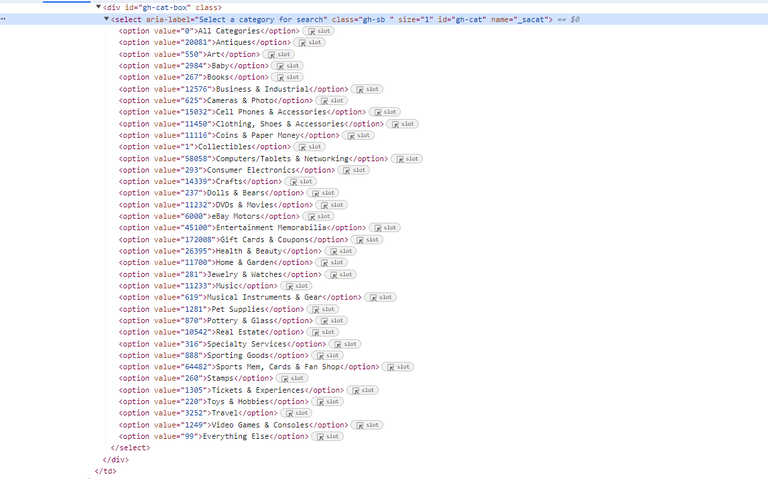 ▼<div id="gh-cat-box" class>
▼<select aria-label="Select a category for search" class="gh-sb " size="1" id="gh-cat" name="_sacat"> == $0
<option value="0">All Categories</option> slot
<option value="20081">Antiques</option> slot
<option value="550">Art</option> slot
<option value="2984">Baby</option> slot
<option value="267">Books</option> slot
<option value="12576">Business & Industrial</option> slot
<option value="625">Cameras & Photo</option> slot
<option value="15032">Cell Phones & Accessories</option> slot
<option value="11450">Clothing, Shoes & Accessories</option> slot
<option value="11116">Coins & Paper Money</option> slot
<option value="1">Collectibles</option> slot
<option value="58058">Computers/Tablets & Networking</option> slot
<option value="293">Consumer Electronics</option> slot
<option value="14339">Crafts</option> slot
<option value="237">Dolls & Bears</option> slot
<option value="11232">DVDs & Movies</option> slot
<option value="6000">eBay Motors</option> slot
<option value="45100">Entertainment Memorabilia</option> slot
<option value="172008">Gift Cards & Coupons</option> slot
<option value="26395">Health & Beauty</option> slot
<option value="11700">Home & Garden</option> slot
<option value="281">Jewelry & Watches</option> slot
<option value="11233">Music</option> slot
<option value="619">Musical Instruments & Gear</option> slot
<option value="1281">Pet Supplies</option> slot
<option value="870">Pottery & Glass</option> slot
<option value="10542">Real Estate</option> slot
<option value="316">Specialty Services</option> slot
<option value="888">Sporting Goods</option> slot
<option value="64482">Sports Mem, Cards & Fan Shop</option> slot
<option value="260">Stamps</option> slot
<option value="1305">Tickets & Experiences</option> slot
<option value="220">Toys & Hobbies</option> slot
<option value="3252">Travel</option> slot
<option value="1249">Video Games & Consoles</option> slot
<option value="99">Everything Else</option> slot
</select>
</div>
</td>